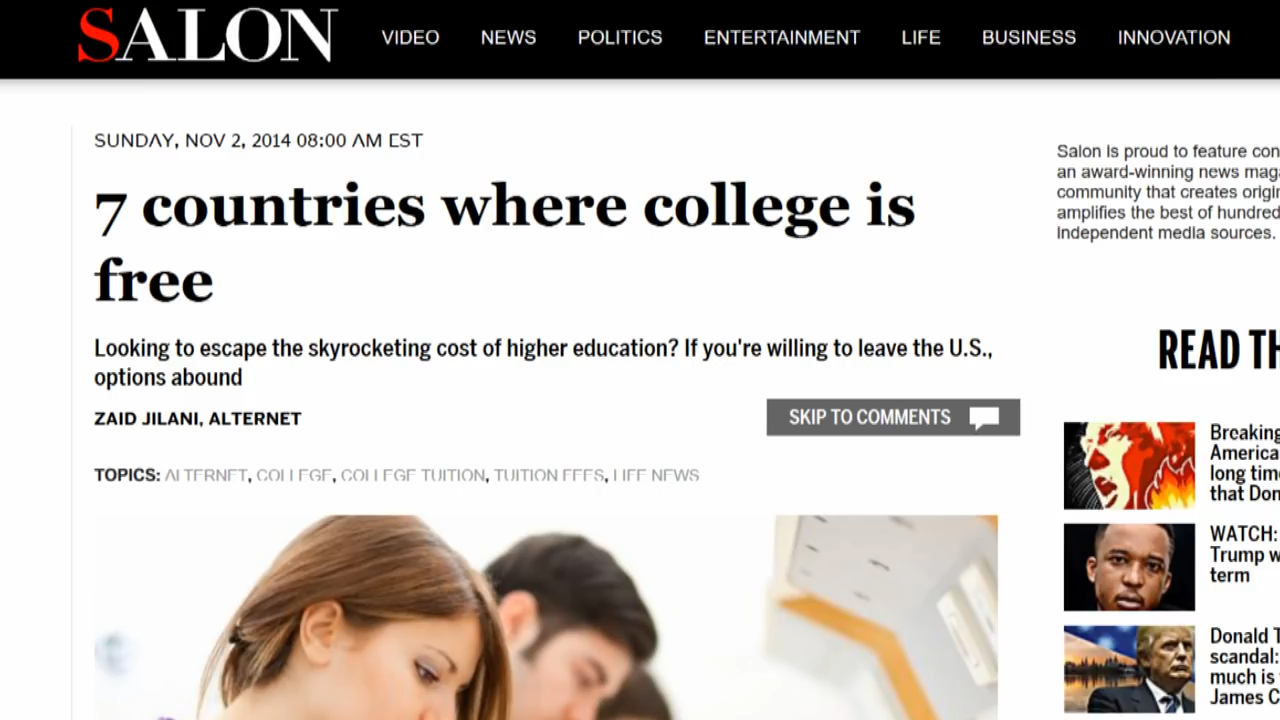 SALON
VIDEO NEWS POLITICS ENTERTAINMENT LIFE BUSINESS INNOVATION
SUNDAY, NOV 2, 2014 08:00 AM EST
7 countries where college is
free
Looking to escape the skyrocketing cost of higher education? If you're willing to leave the U.S.,
options abound
ZAID JILANI, ALTERNET
SKIP TO COMMENTS
TOPICS: ALTERNET, COLLEGE, COLLEGE TUITION, TUITION FEES, LIFE NEWS
Salon is proud to feature con
an award-winning news maga
community that creates origin
amplifies the best of hundred
independent media sources.
READ TH
Breaking
America
long time
that Don
WATCH:
Trump w
term
Donald T
scandal:
much is
James C